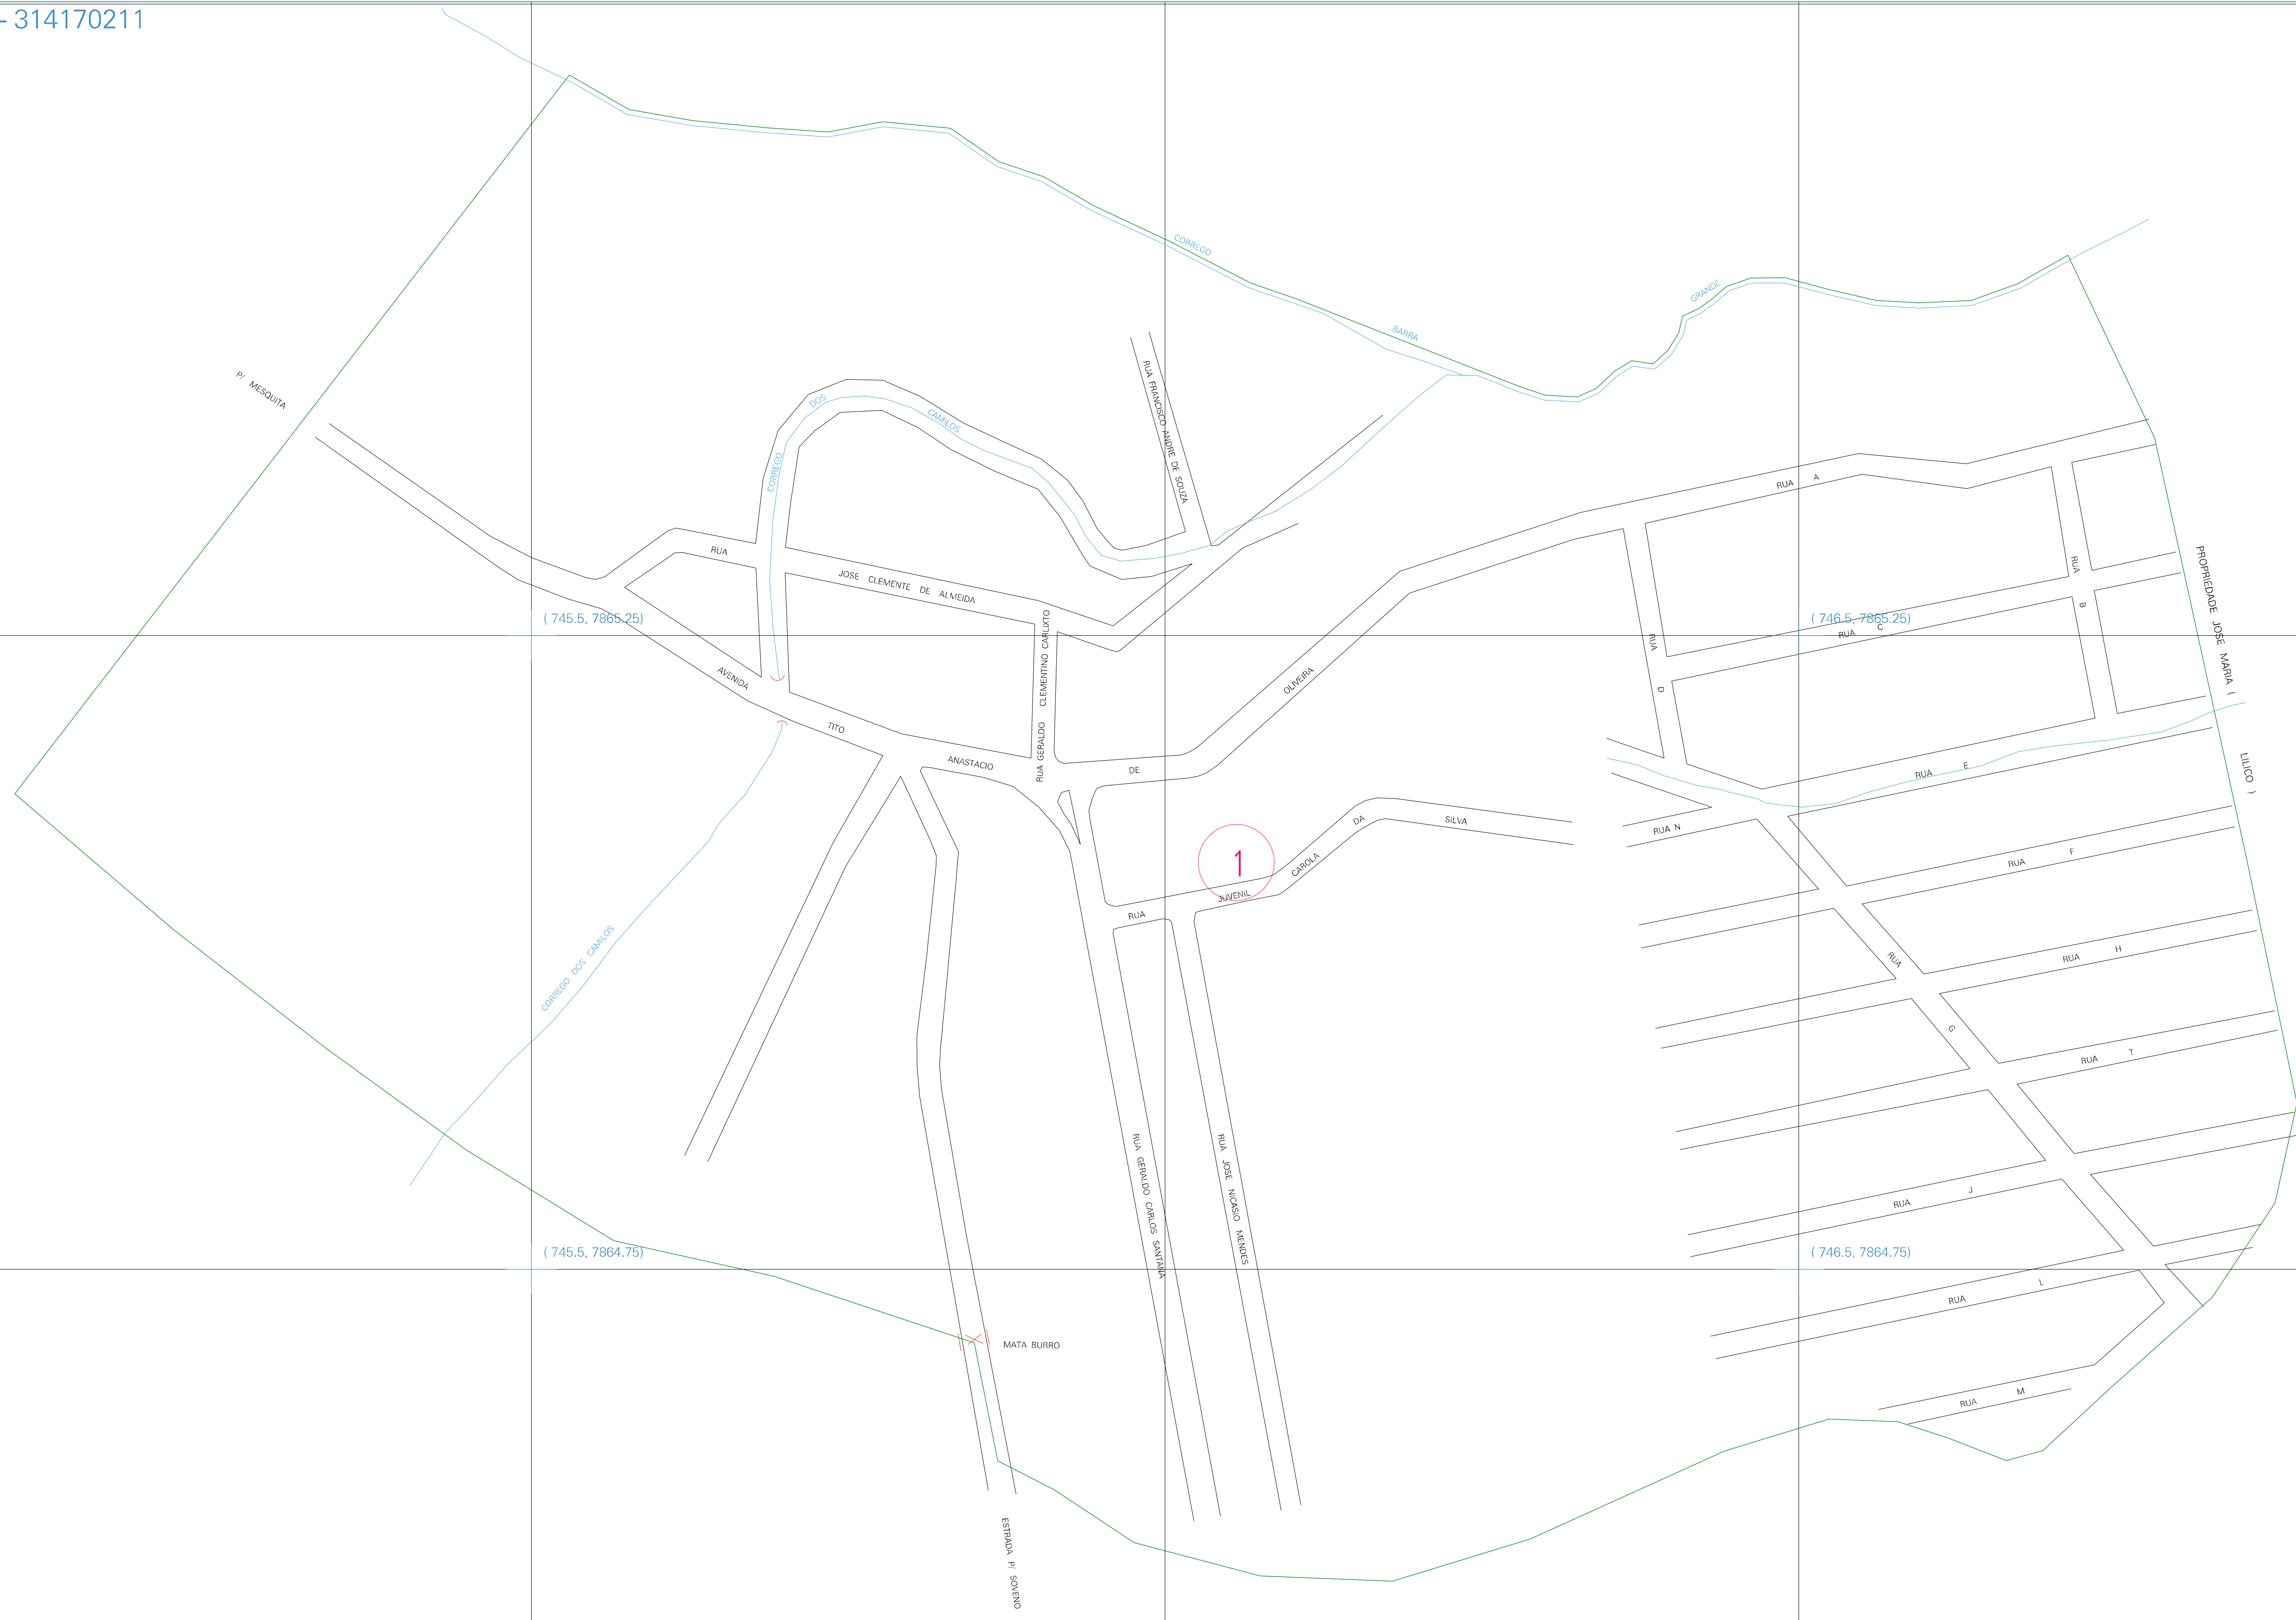 - 314170211
CORREGO
BARRA
GRANDE
P/ MESQUITA
RUA FRANCISCO ANDRE DE SOUZA
CORREGO
DOS
CAMILOS
RUA
JOSE CLEMENTE DE ALMEIDA
RUA A
RUA B
PROPRIEDADE JOSE MARIA (
LILICO )
( 745.5, 7865.25)
( 746.5, 7865.25)
RUA C
RUA D
RUA GERALDO CLEMENTINO CARLIXTO
AVENIDA
TITO
ANASTACIO
DE
OLIVEIRA
RUA E
RUA N
RUA F
RUA
JUVENIL
CAROLA
DA
SILVA
1
CORREGO DOS CAMILOS
RUA G
RUA H
RUA T
RUA GERALDO CARLOS SANTANA
RUA JOSE NICASIO MENDES
RUA J
( 745.5, 7864.75)
( 746.5, 7864.75)
RUA L
MATA BURRO
RUA M
ESTRADA P/ SOVENO